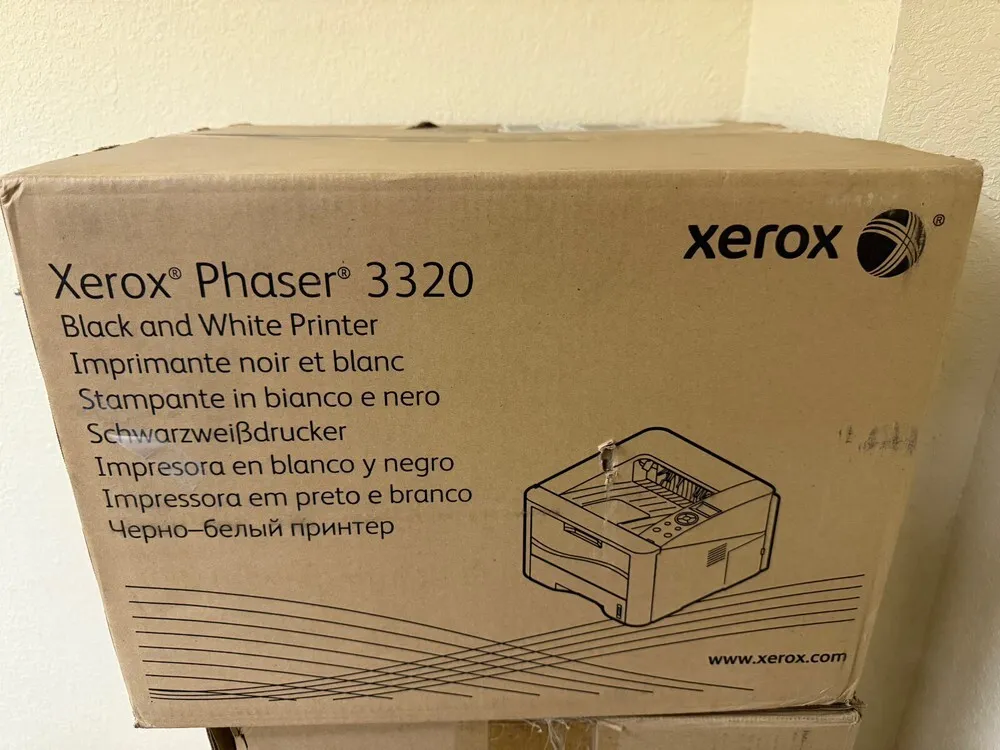 xerox ®
Xerox® Phaser® 3320
Black and White Printer
Imprimante noir et blanc
Stampante in bianco e nero
Schwarzweißdrucker
Impresora en blanco y negro
Impressora em preto e branco
Черно–белый принтер
www.xerox.com